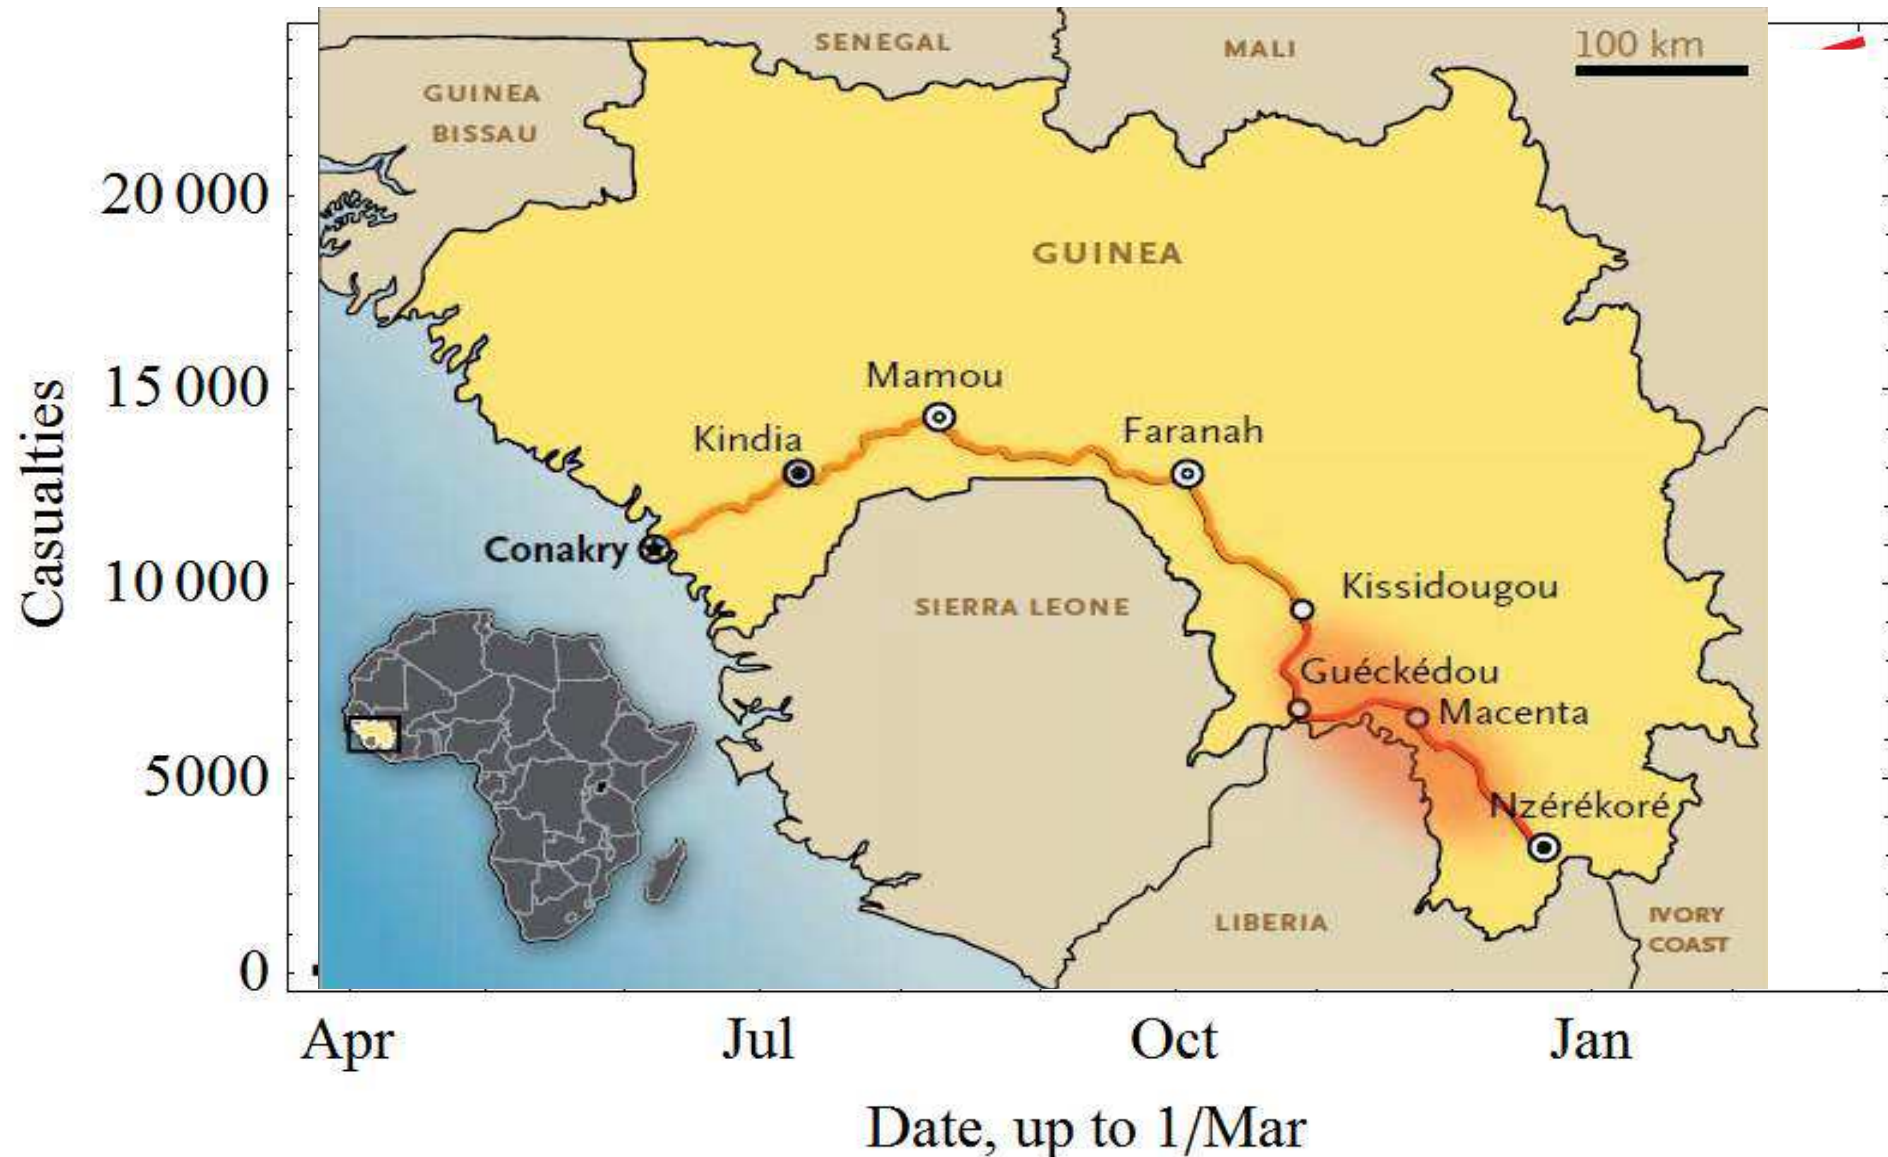 SENEGAL
MALI
100 km
GUINEA
BISSAU
20 000
GUINEA
15 000
Mamou
Kindia
Faranah
Casualties
Conakry
10 000
Kissidougou
SIERRA LEONE
Guéckédou
Macenta
5000
Nzérékoré
LIBERIA
IVORY
COAST
0
Apr
Jul
Oct
Jan
Date, up to 1/Mar